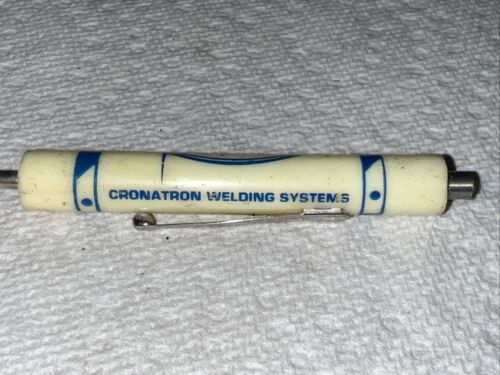 CRONATRON WELDING SYSTEMS